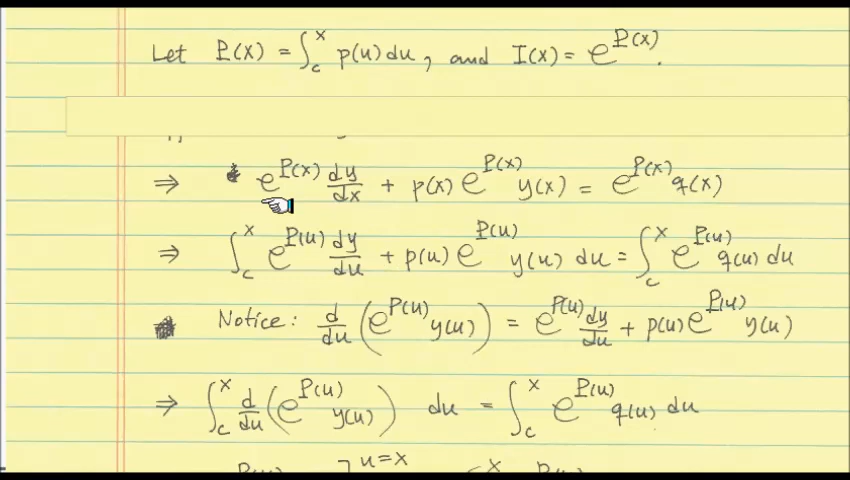 Let P(x) = ∫_c^x p(u) du, and I(x) = e^{P(x)}.
⇒ e^{P(x)} dy/dx + p(x) e^{P(x)} y(x) = e^{P(x)} q(x)
⇒ ∫_c^x e^{P(u)} dy/du + p(u) e^{P(u)} y(u) du = ∫_c^x e^{P(u)} q(u) du
Notice: d/du (e^{P(u)} y(u)) = e^{P(u)} dy/du + p(u) e^{P(u)} y(u)
⇒ ∫_c^x d/du (e^{P(u)} y(u)) du = ∫_c^x e^{P(u)} q(u) du
P(u) ]^{u=x} x P(u)